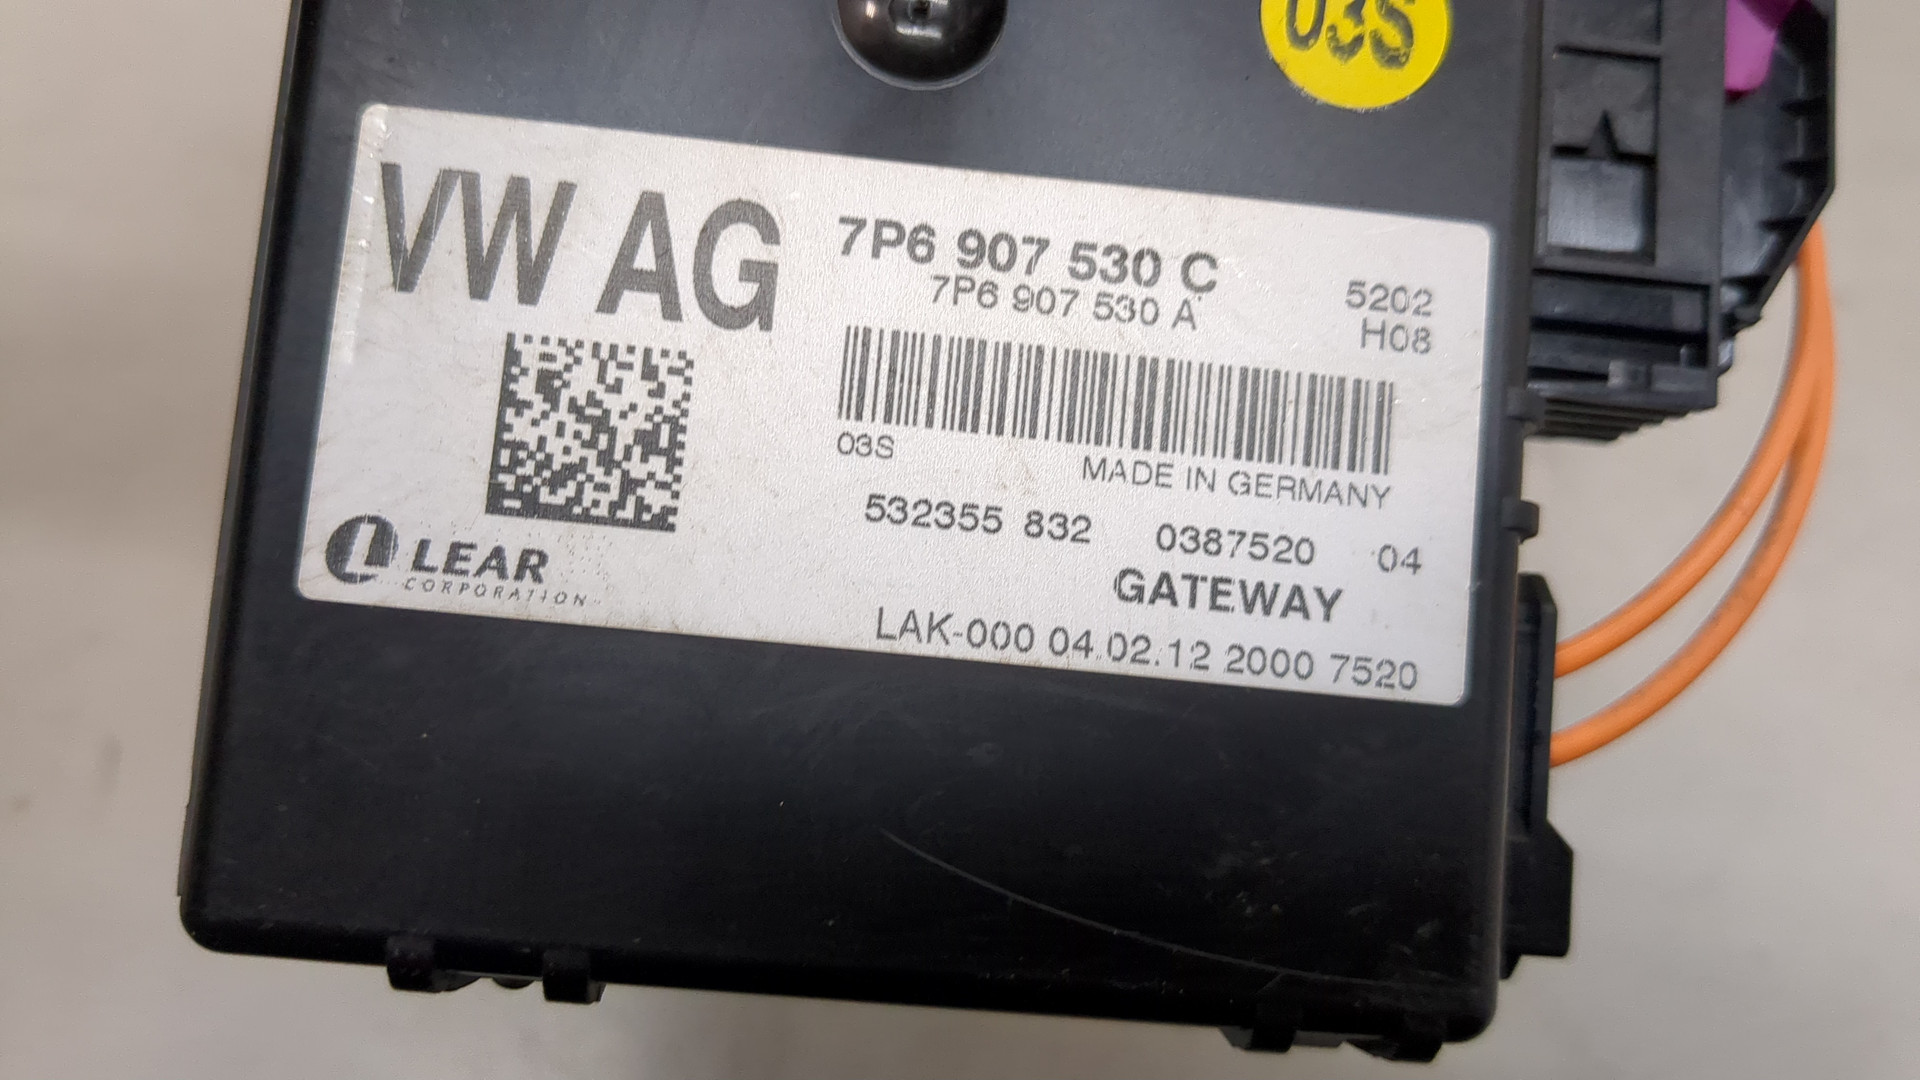 03S
VW AG
7P6 907 530 C
7P6 907 530 A
5202
H08
03S
MADE IN GERMANY
532355 832 0387520 04
GATEWAY
LAK-000 04.02.12 2000 7520
LEAR
CORPORATION